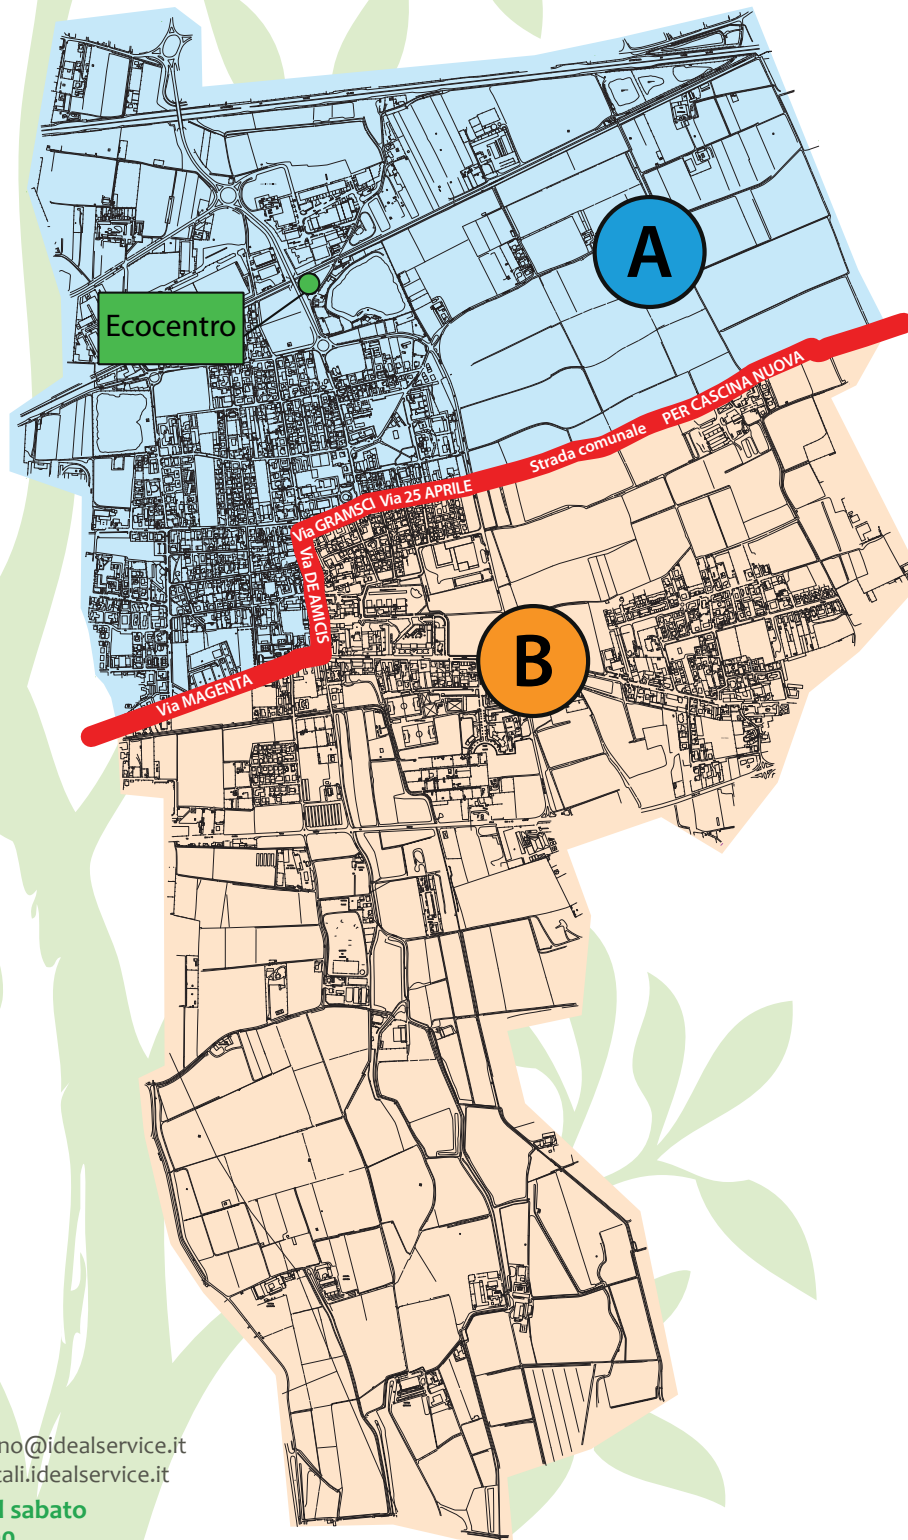 A
Ecocentro
Strada comunale PER CASCINA NUOVA
Via GRAMSCI Via 25 APRILE
Via DE AMICIS
B
Via MAGENTA
no@idealservice.it
ali.idealservice.it
sabato